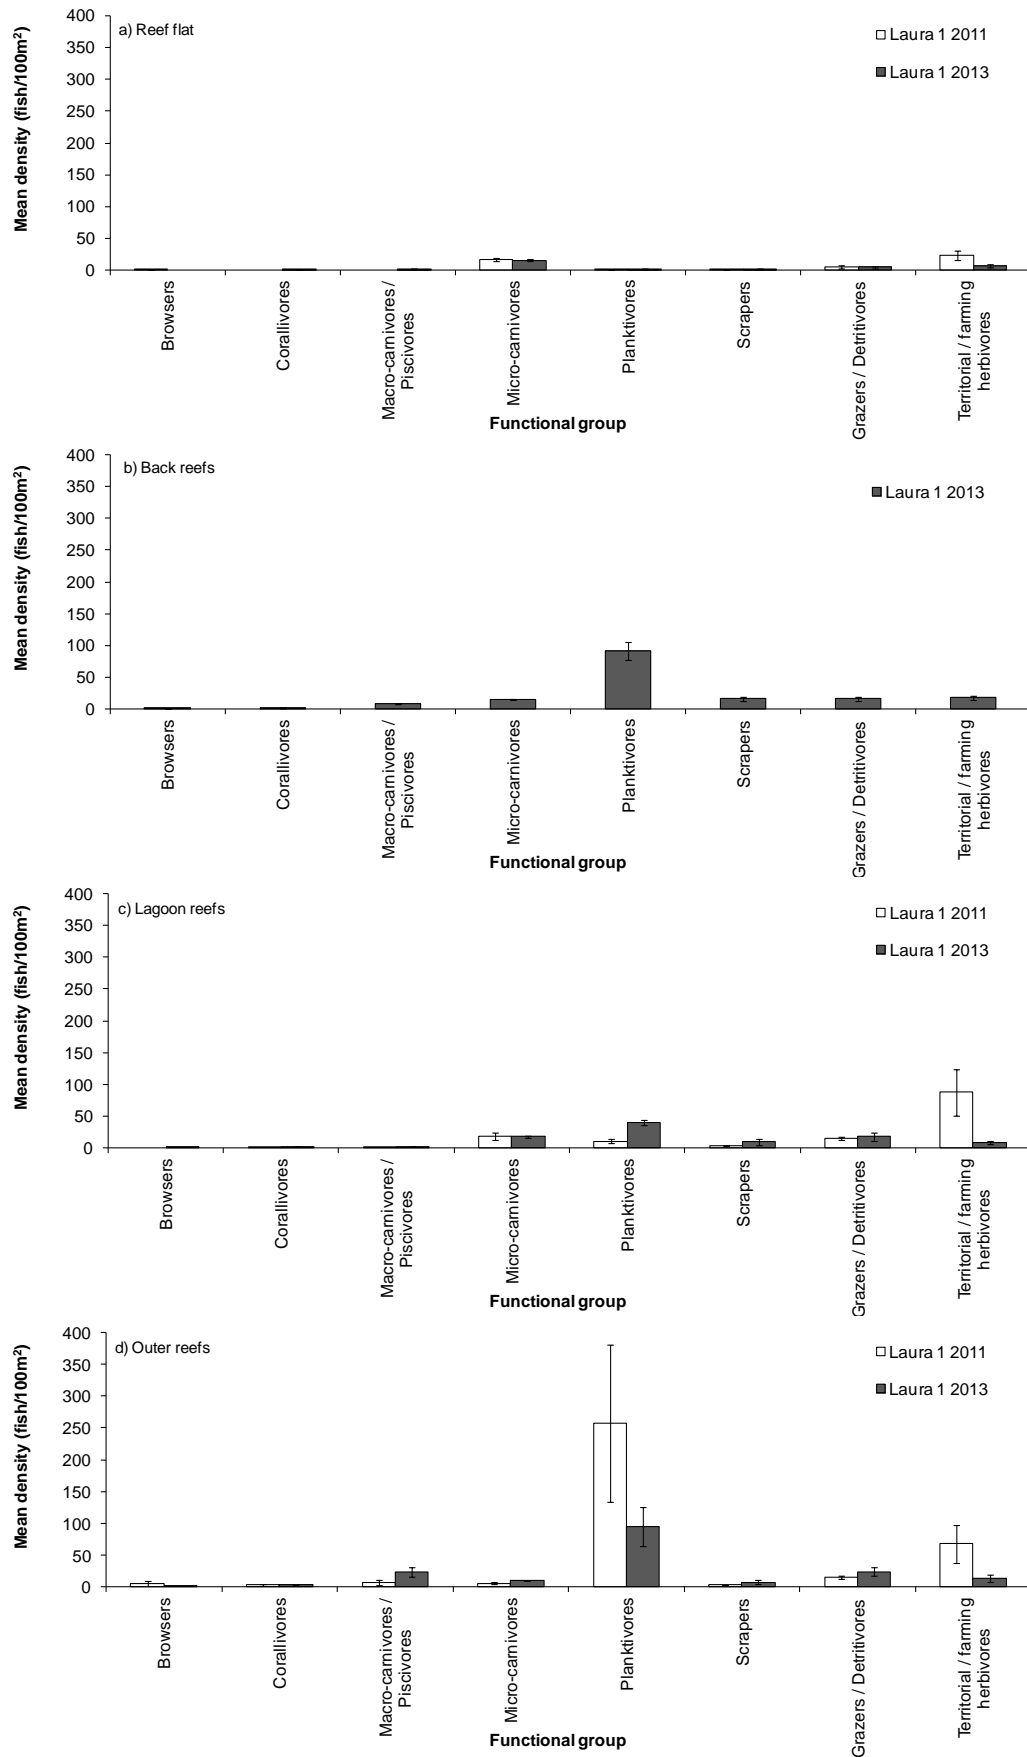 a) Reef flat
Laura 1 2011
Laura 1 2013
Mean density (fish/100m²)
400
350
300
250
200
150
100
50
0
Browsers
Corallivores
Macro-carnivores /
Piscivores
Micro-carnivores
Planktivores
Scrapers
Grazers / Detritivores
Territorial / farming
herbivores
Functional group
b) Back reefs
Laura 1 2013
Mean density (fish/100m²)
400
350
300
250
200
150
100
50
0
Browsers
Corallivores
Macro-carnivores /
Piscivores
Micro-carnivores
Planktivores
Scrapers
Grazers / Detritivores
Territorial / farming
herbivores
Functional group
c) Lagoon reefs
Laura 1 2011
Laura 1 2013
Mean density (fish/100m²)
400
350
300
250
200
150
100
50
0
Browsers
Corallivores
Macro-carnivores /
Piscivores
Micro-carnivores
Planktivores
Scrapers
Grazers / Detritivores
Territorial / farming
herbivores
Functional group
d) Outer reefs
Laura 1 2011
Laura 1 2013
Mean density (fish/100m²)
400
350
300
250
200
150
100
50
0
Browsers
Corallivores
Macro-carnivores /
Piscivores
Micro-carnivores
Planktivores
Scrapers
Grazers / Detritivores
Territorial / farming
herbivores
Functional group